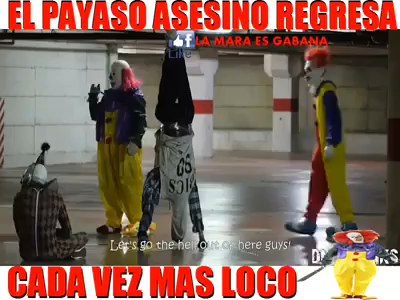 EL PAYASO ASESINO REGRESA
LA MARA ES GABANA
Let's go the hell out of here guys!
CADA VEZ MAS LOCO